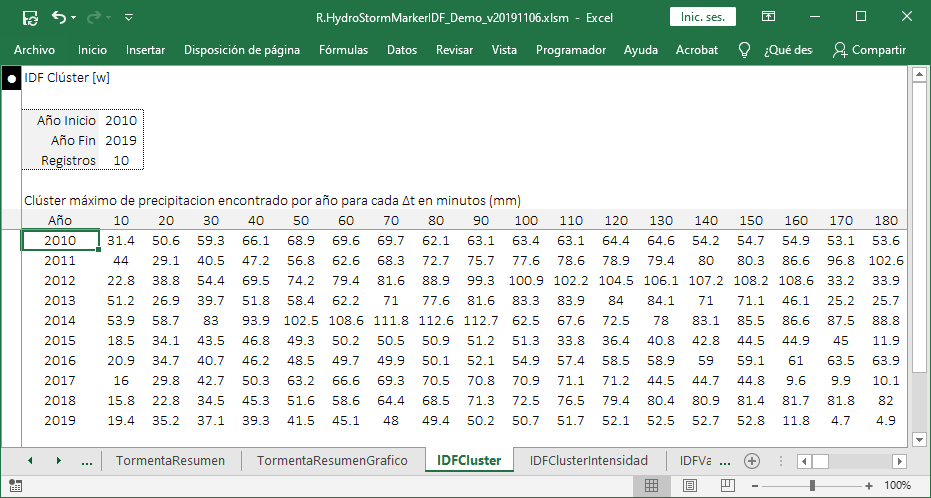 R.HydroStormMarkerIDF_Demo_v20191106.xlsm - Excel
Inic. ses.
Archivo Inicio Insertar Disposición de página Fórmulas Datos Revisar Vista Programador Ayuda Acrobat ¿Qué des Compartir
IDF Clúster [w]
Año Inicio 2010
Año Fin 2019
Registros 10
Clúster máximo de precipitacion encontrado por año para cada Δt en minutos (mm)
Año 10 20 30 40 50 60 70 80 90 100 110 120 130 140 150 160 170 180
2010 31.4 50.6 59.3 66.1 68.9 69.6 69.7 62.1 63.1 63.4 63.1 64.4 64.6 54.2 54.7 54.9 53.1 53.6
2011 44 29.1 40.5 47.2 56.8 62.6 68.3 72.7 75.7 77.6 78.6 78.9 79.4 80 80.3 86.6 96.8 102.6
2012 22.8 38.8 54.4 69.5 74.2 79.4 81.6 88.9 99.3 100.9 102.2 104.5 106.1 107.2 108.2 108.6 33.2 33.9
2013 51.2 26.9 39.7 51.8 58.4 62.2 71 77.6 81.6 83.3 83.9 84 84.1 71 71.1 46.1 25.2 25.7
2014 53.9 58.7 83 93.9 102.5 108.6 111.8 112.6 112.7 62.5 67.6 72.5 78 83.1 85.5 86.6 87.5 88.8
2015 18.5 34.1 43.5 46.8 49.3 50.2 50.5 50.9 51.2 51.3 33.8 36.4 40.8 42.8 44.5 44.9 45 11.9
2016 20.9 34.7 40.7 46.2 48.5 49.7 49.9 50.1 52.1 54.9 57.4 58.5 58.9 59 59.1 61 63.5 63.9
2017 16 29.8 42.7 50.3 63.2 66.6 69.3 70.5 70.8 70.9 71.1 71.2 44.5 44.7 44.8 9.6 9.9 10.1
2018 15.8 22.8 34.5 45.3 51.6 58.6 64.4 68.5 71.3 72.5 76.5 79.4 80.4 80.9 81.4 81.7 81.8 82
2019 19.4 35.2 37.1 39.3 41.5 45.1 48 49.4 50.2 50.7 51.7 52.1 52.5 52.7 52.8 11.8 4.7 4.9
... TormentaResumen TormentaResumenGrafico IDFCluster IDFClusterIntensidad IDFVa ...
100%